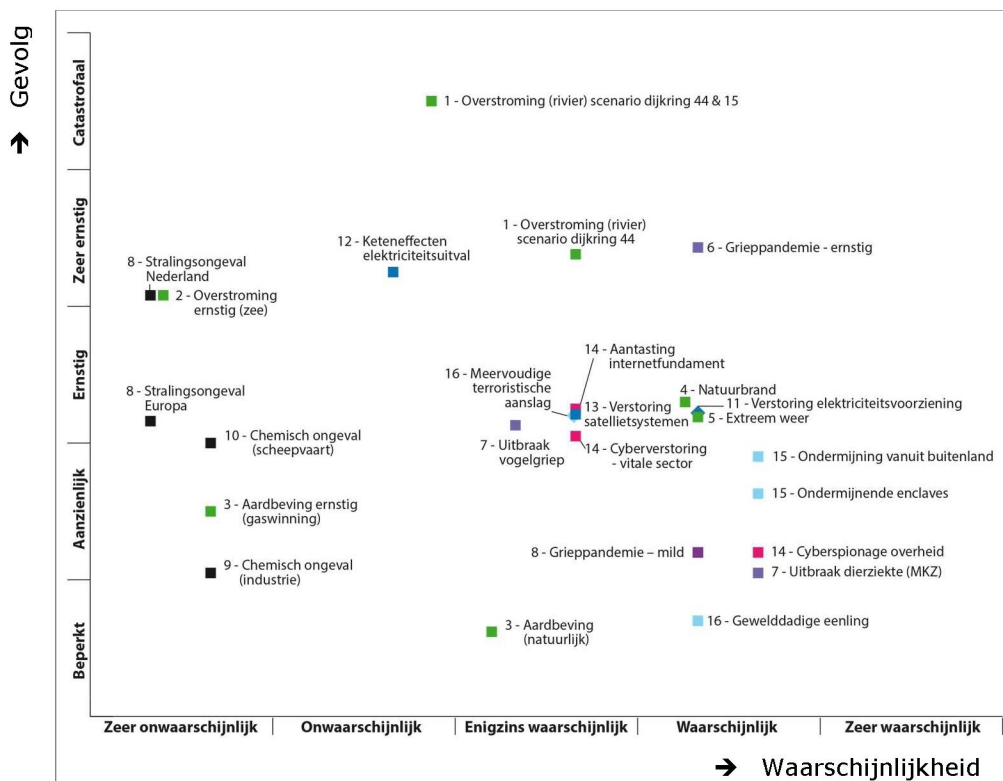 → Gevolg
Catastrofaal
Zeer ernstig
Ernstig
Aanzienlijk
Beperkt
1 - Overstroming (rivier) scenario dijkring 44 & 15
1 - Overstroming (rivier)
scenario dijkring 44
6 - Grieppandemie - ernstig
12 - Keteneffecten
elektriciteitsuitval
8 - Stralingsongeval
Nederland
2 - Overstroming
ernstig (zee)
14 - Aantasting
internetfundament
16 - Meervoudige
terroristische
aanslag
13 - Verstoring
satellietsystemen
4 - Natuurbrand
11 - Verstoring elektriciteitsvoorziening
5 - Extreem weer
8 - Stralingsongeval
Europa
10 - Chemisch ongeval
(scheepvaart)
7 - Uitbraak
vogelgriep
14 - Cyberverstoring
- vitale sector
15 - Ondermijning vanuit buitenland
15 - Ondermijnende enclaves
3 - Aardbeving ernstig
(gaswinning)
8 - Grieppandemie – mild
14 - Cyberspionage overheid
9 - Chemisch ongeval
(industrie)
7 - Uitbraak dierziekte (MKZ)
3 - Aardbeving
(natuurlijk)
16 - Gewelddadige eenling
Zeer onwaarschijnlijk
Onwaarschijnlijk
Enigzins waarschijnlijk
Waarschijnlijk
Zeer waarschijnlijk
→ Waarschijnlijkheid